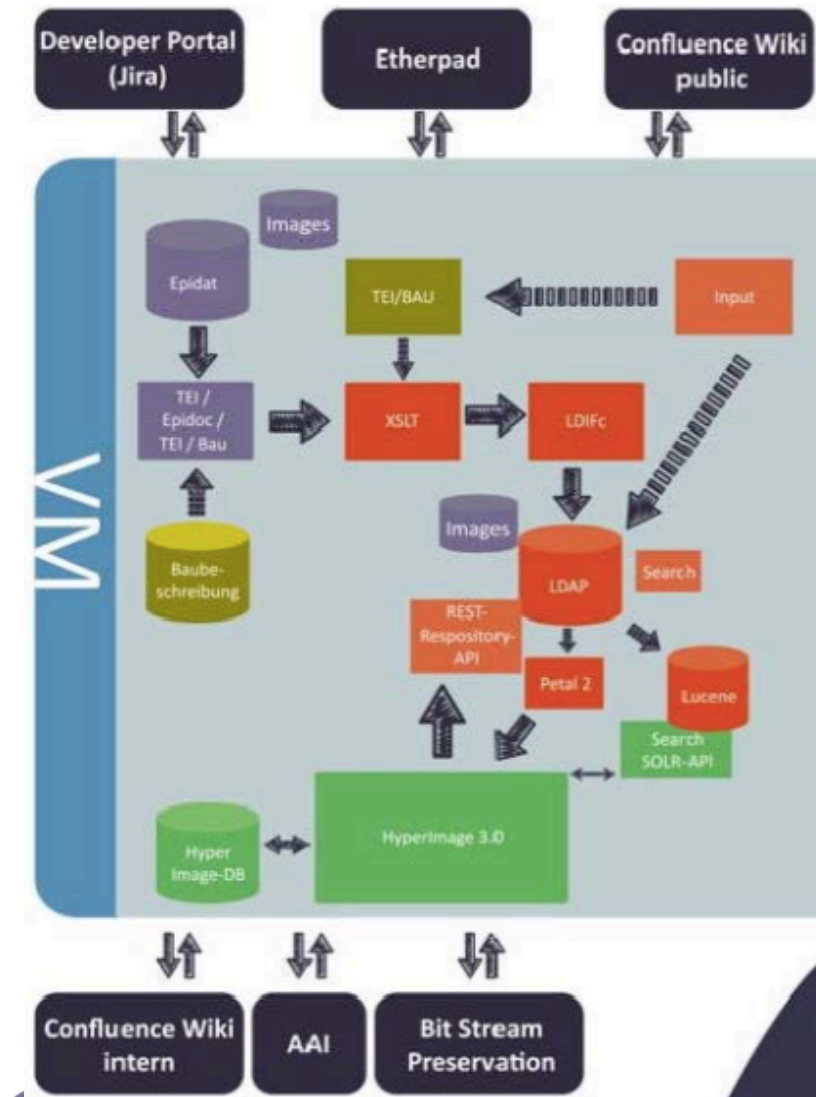 Developer Portal
(Jira)
Etherpad
Confluence Wiki
public
VM
Images
Epidat
TEI/BAU
Input
TEI /
Epidoc /
TEI / Bau
XSLT
LDIFc
Images
Baube-
schreibung
LDAP
Search
REST-
Respository-
API
Petal 2
Lucene
Search
SOLR-API
HyperImage 3.0
Hyper
Image-DB
Confluence Wiki
intern
AAI
Bit Stream
Preservation